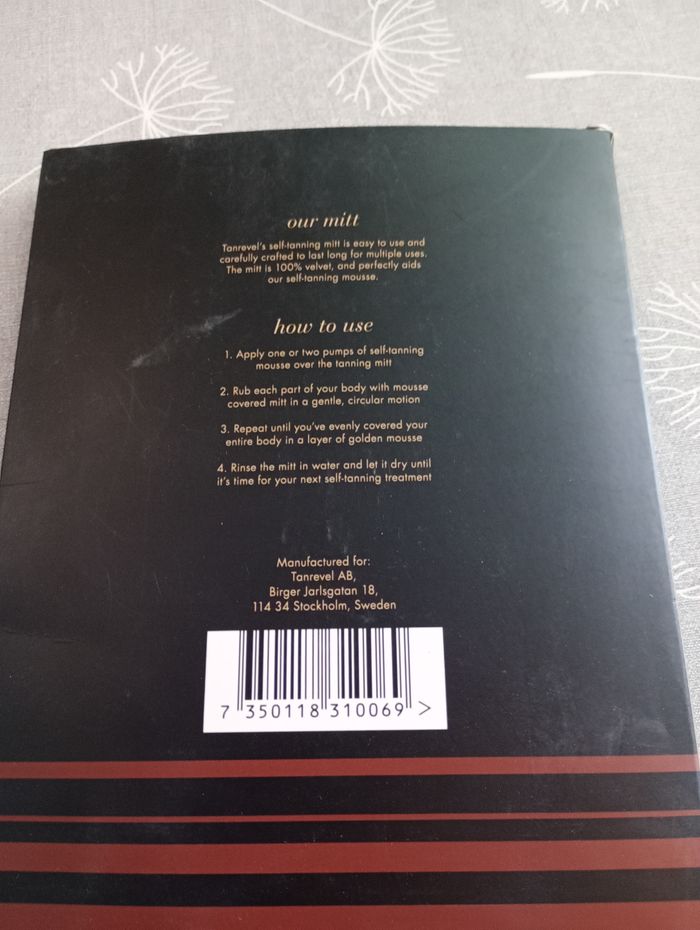 our mitt
Tanrevel's self-tanning mitt is easy to use and
carefully crafted to last long for multiple uses.
The mitt is 100% velvet, and perfectly aids
our self-tanning mousse.
how to use
1. Apply one or two pumps of self-tanning
mousse over the tanning mitt
2. Rub each part of your body with mousse
covered mitt in a gentle, circular motion
3. Repeat until you've evenly covered your
entire body in a layer of golden mousse
4. Rinse the mitt in water and let it dry until
it's time for your next self-tanning treatment
Manufactured for:
Tanrevel AB,
Birger Jarlsgatan 18,
114 34 Stockholm, Sweden
7 350118 310069 >